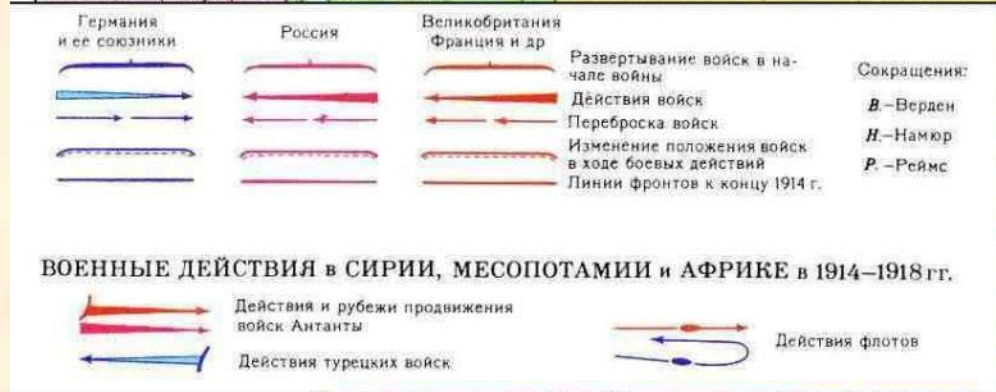 Германия
и ее союзники
Россия
Великобритания
Франция и др
Развертывание войск в на-
чале войны
Действия войск
Переброска войск
Изменение положения войск
в ходе боевых действий
Линии фронтов к концу 1914 г.
Сокращения:
В.–Верден
Н.–Намюр
Р.–Реймс
ВОЕННЫЕ ДЕЙСТВИЯ в СИРИИ, МЕСОПОТАМИИ и АФРИКЕ в 1914–1918 гг.
Действия и рубежи продвижения
войск Антанты
Действия турецких войск
Действия флотов